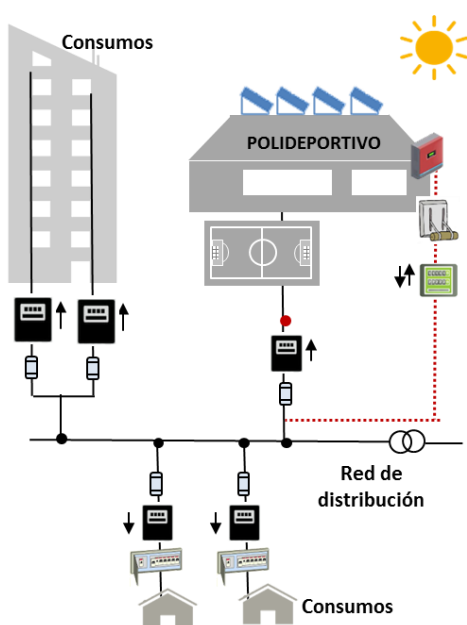 Consumos
POLIDEPORTIVO
Red de
distribución
Consumos